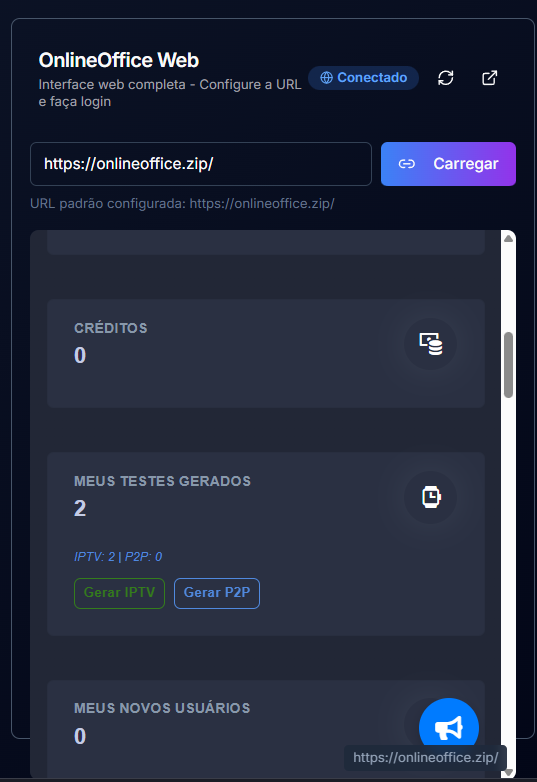 OnlineOffice Web
Interface web completa - Configure a URL
e faça login
Conectado
https://onlineoffice.zip/
Carregar
URL padrão configurada: https://onlineoffice.zip/
CRÉDITOS
0
MEUS TESTES GERADOS
2
IPTV: 2 | P2P: 0
Gerar IPTV
Gerar P2P
MEUS NOVOS USUÁRIOS
0
https://onlineoffice.zip/